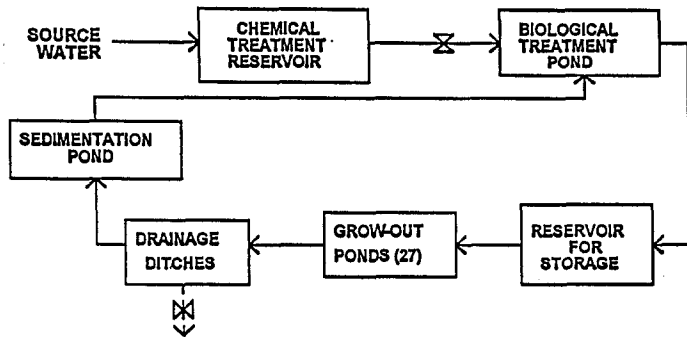 SOURCE
WATER
CHEMICAL
TREATMENT
RESERVOIR
BIOLOGICAL
TREATMENT
POND
SEDIMENTATION
POND
DRAINAGE
DITCHES
GROW-OUT
PONDS (27)
RESERVOIR
FOR
STORAGE